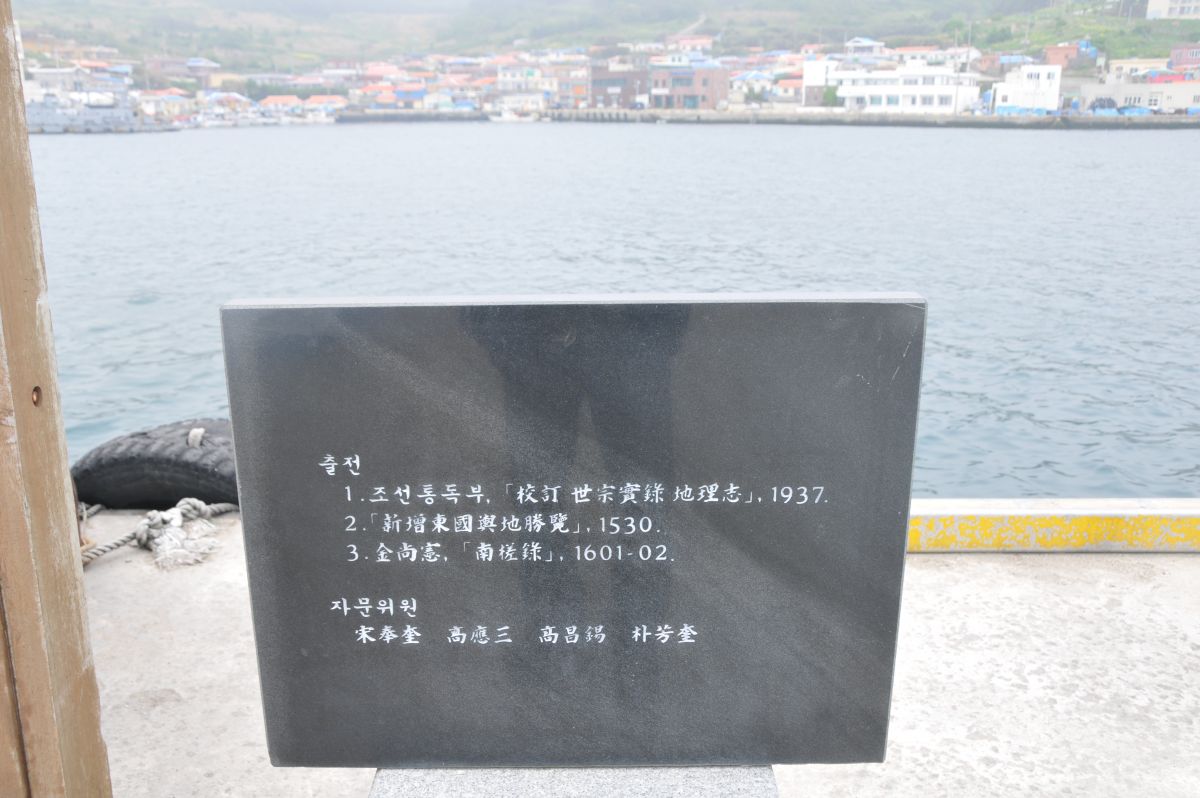 출전
1. 조선통독부, 「校訂 世宗實錄 地理志」, 1937.
2. 「新增東國輿地勝覽」, 1530.
3. 金尙憲, 「南槎錄」, 1601-02.
자문위원
宋奉奎 高應三 高昌錫 朴芳奎